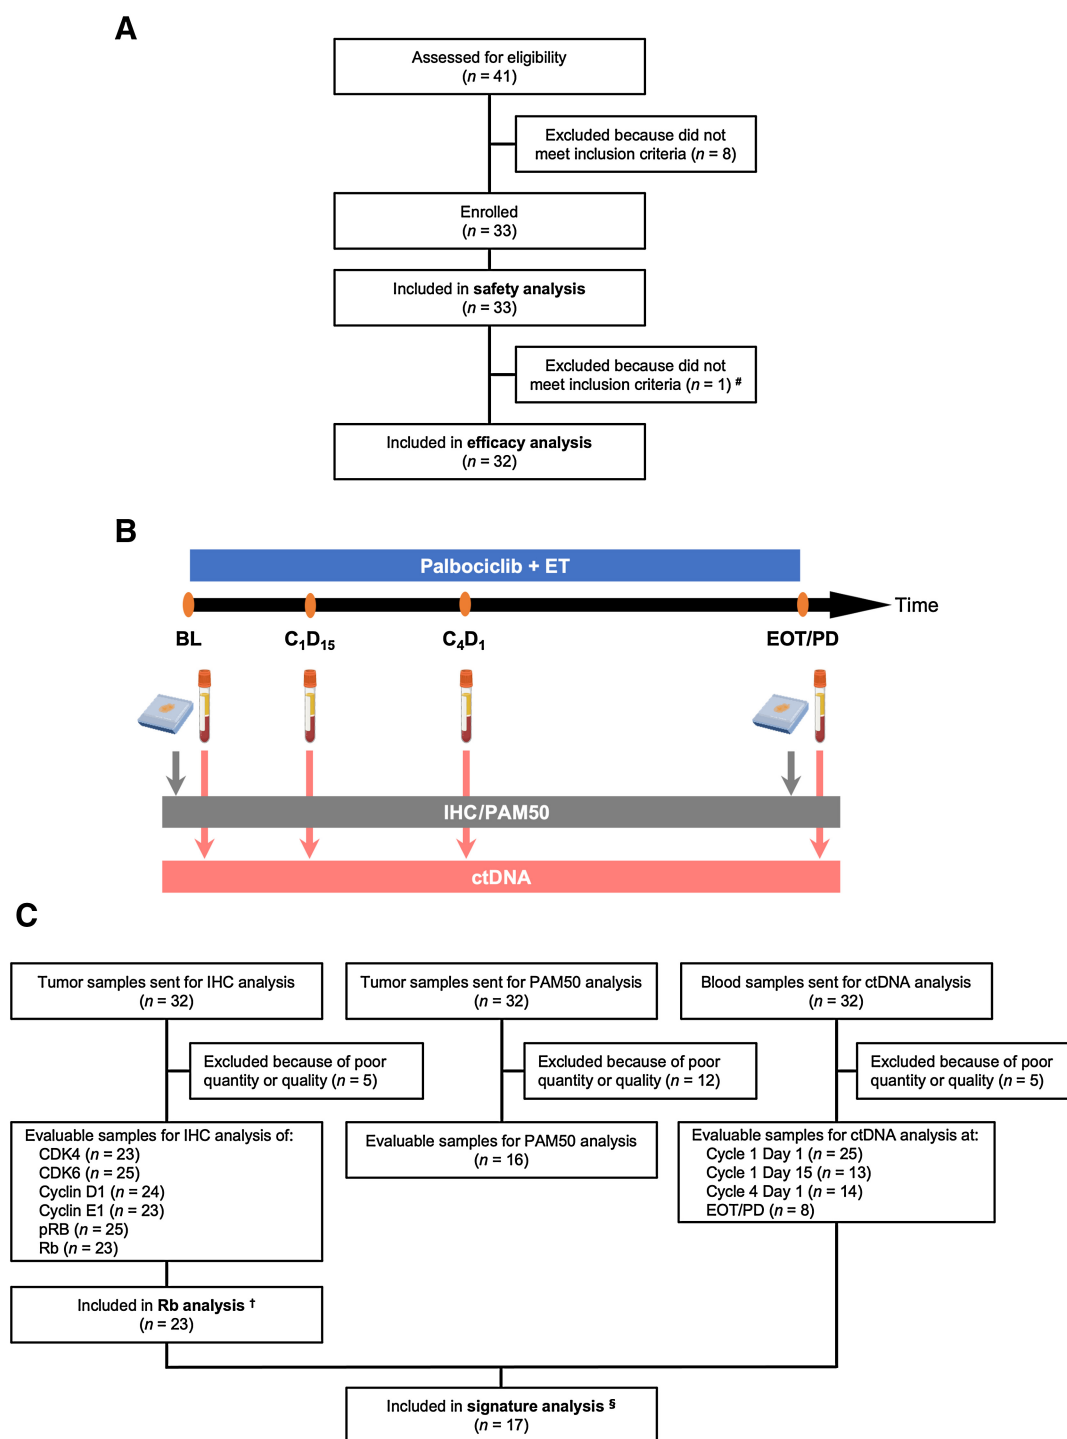 A
Assessed for eligibility
(n = 41)
Excluded because did not
meet inclusion criteria (n = 8)
Enrolled
(n = 33)
Included in safety analysis
(n = 33)
Excluded because did not
meet inclusion criteria (n = 1) #
Included in efficacy analysis
(n = 32)
B
Palbociclib + ET
Time
BL
C1D15
C4D1
EOT/PD
IHC/PAM50
ctDNA
C
Tumor samples sent for IHC analysis
(n = 32)
Excluded because of poor
quantity or quality (n = 5)
Evaluable samples for IHC analysis of:
CDK4 (n = 23)
CDK6 (n = 25)
Cyclin D1 (n = 24)
Cyclin E1 (n = 23)
pRB (n = 25)
Rb (n = 23)
Included in Rb analysis †
(n = 23)
Tumor samples sent for PAM50 analysis
(n = 32)
Excluded because of poor
quantity or quality (n = 12)
Evaluable samples for PAM50 analysis
(n = 16)
Blood samples sent for ctDNA analysis
(n = 32)
Excluded because of poor
quantity or quality (n = 5)
Evaluable samples for ctDNA analysis at:
Cycle 1 Day 1 (n = 25)
Cycle 1 Day 15 (n = 13)
Cycle 4 Day 1 (n = 14)
EOT/PD (n = 8)
Included in signature analysis §
(n = 17)